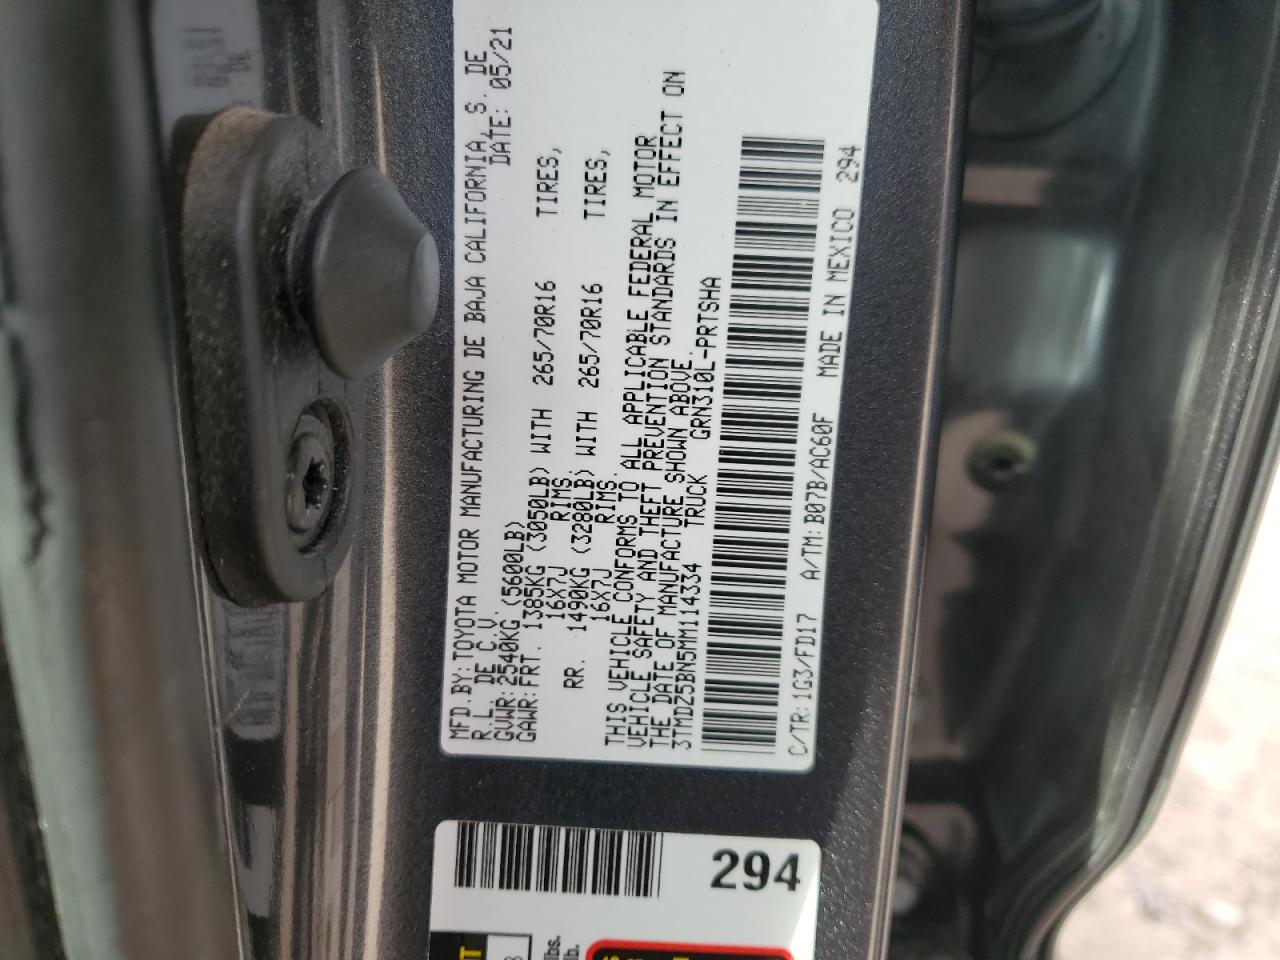 MFD.BY:TOYOTA MOTOR MANUFACTURING DE BAJA CALIFORNIA, S. DE
R.L. DE C.V. DATE: 05/21
GVWR:2540KG (5600LB)
GAWR:FRT. 1385KG (3050LB) WITH 265/70R16 TIRES,
16X7J RIMS.
RR. 1490KG (3280LB) WITH 265/70R16 TIRES,
16X7J RIMS.
THIS VEHICLE CONFORMS TO ALL APPLICABLE FEDERAL MOTOR
VEHICLE SAFETY AND THEFT PREVENTION STANDARDS IN EFFECT ON
THE DATE OF MANUFACTURE SHOWN ABOVE.
3TMDZ5BN5MM114334 TRUCK GRN310L-PRTSHA
C/TR:1G3/FD17 A/TM:B07B/AC60F MADE IN MEXICO 294
294
lbs.
lb.